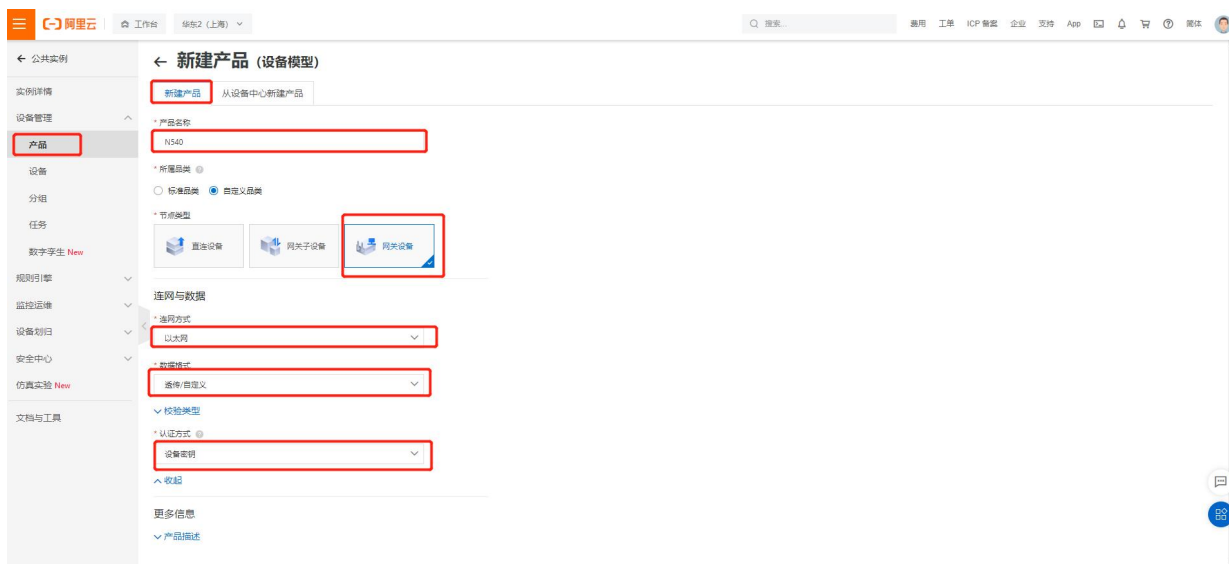 阿里云 工作台 华东2（上海） 搜索... 费用 工单 ICP 备案 企业 支持 App 简体
← 公共实例
实例详情
设备管理
产品
设备
分组
任务
数字孪生 New
规则引擎
监控运维
设备划归
安全中心
仿真实验 New
文档与工具
← 新建产品（设备模型）
新建产品 从设备中心新建产品
* 产品名称
N540
* 所属品类
标准品类 自定义品类
* 节点类型
直连设备 网关子设备 网关设备
连网与数据
* 连网方式
以太网
* 数据格式
透传/自定义
校验类型
* 认证方式
设备密钥
收起
更多信息
产品描述